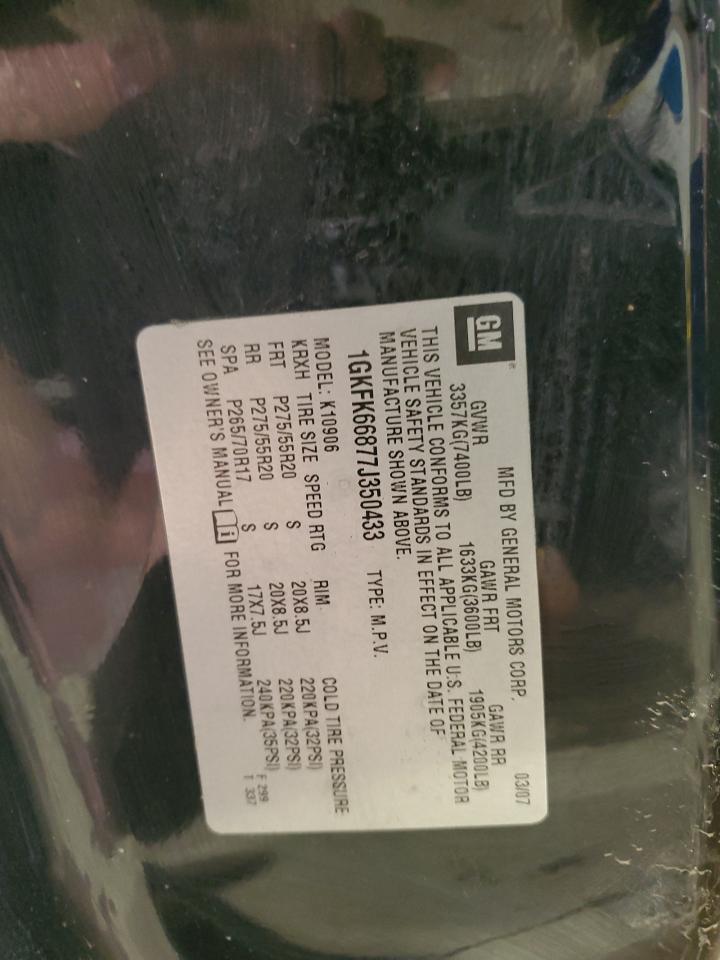 GM ®
MFD BY GENERAL MOTORS CORP. 03/07
GVWR GAWR FRT GAWR RR
3357KG(7400LB) 1633KG(3600LB) 1905KG(4200LB)
THIS VEHICLE CONFORMS TO ALL APPLICABLE U.S. FEDERAL MOTOR
VEHICLE SAFETY STANDARDS IN EFFECT ON THE DATE OF
MANUFACTURE SHOWN ABOVE.
1GKFK66877J350433 TYPE: M.P.V.
MODEL: K10906
KRXH TIRE SIZE SPEED RTG RIM COLD TIRE PRESSURE
FRT P275/55R20 S 20X8.5J 220KPA(32PSI)
RR P275/55R20 S 20X8.5J 220KPA(32PSI)
SPA P265/70R17 S 17X7.5J 240KPA(35PSI)
SEE OWNER'S MANUAL i FOR MORE INFORMATION.
F 299
T 337